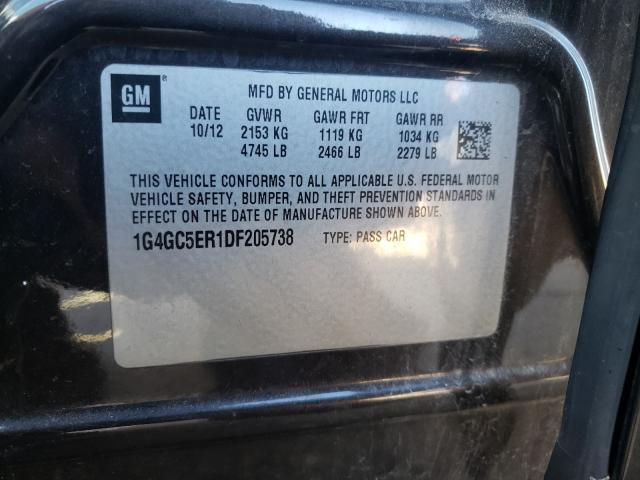 GM
®
MFD BY GENERAL MOTORS LLC
DATE GVWR GAWR FRT GAWR RR
10/12 2153 KG 1119 KG 1034 KG
4745 LB 2466 LB 2279 LB
THIS VEHICLE CONFORMS TO ALL APPLICABLE U.S. FEDERAL MOTOR
VEHICLE SAFETY, BUMPER, AND THEFT PREVENTION STANDARDS IN
EFFECT ON THE DATE OF MANUFACTURE SHOWN ABOVE.
1G4GC5ER1DF205738 TYPE: PASS CAR